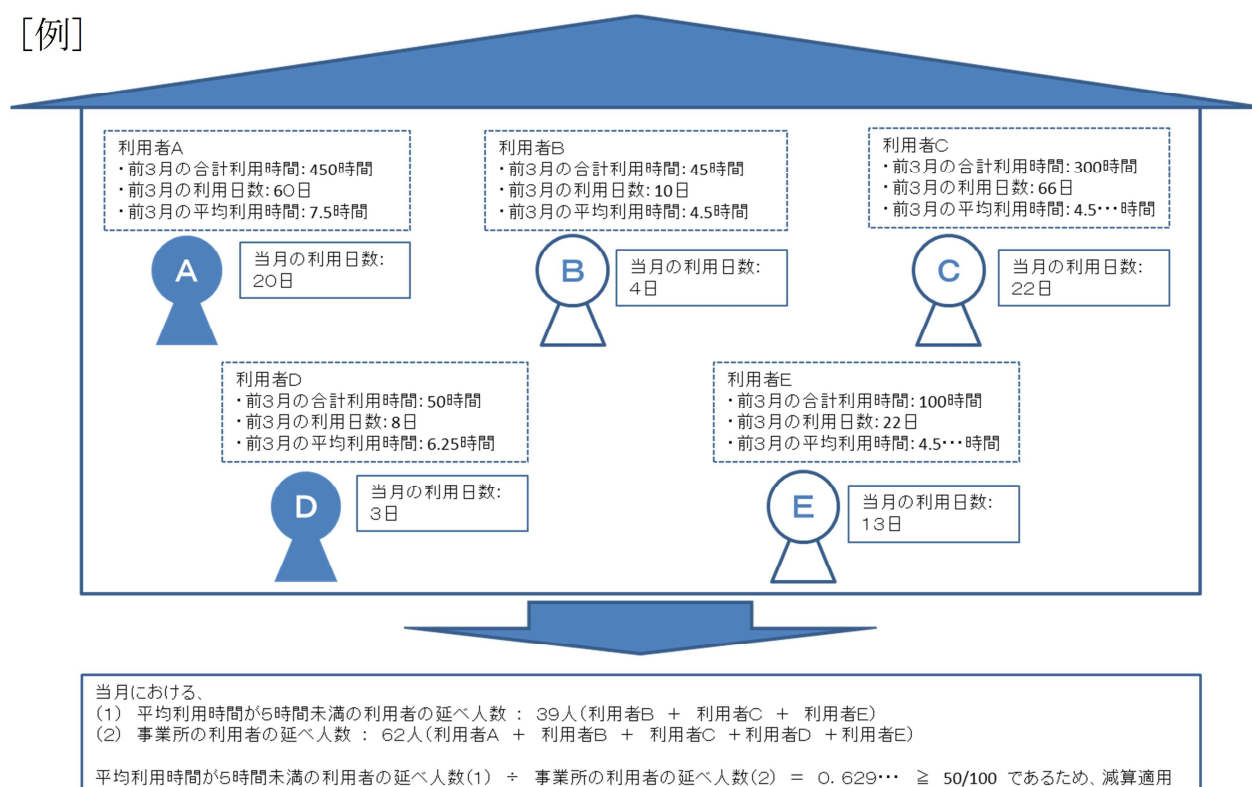 [例]
利用者A
・前3月の合計利用時間:450時間
・前3月の利用日数:60日
・前3月の平均利用時間:7.5時間
A
当月の利用日数:
20日
利用者B
・前3月の合計利用時間:45時間
・前3月の利用日数:10日
・前3月の平均利用時間:4.5時間
B
当月の利用日数:
4日
利用者C
・前3月の合計利用時間:300時間
・前3月の利用日数:66日
・前3月の平均利用時間:4.5・・・時間
C
当月の利用日数:
22日
利用者D
・前3月の合計利用時間:50時間
・前3月の利用日数:8日
・前3月の平均利用時間:6.25時間
D
当月の利用日数:
3日
利用者E
・前3月の合計利用時間:100時間
・前3月の利用日数:22日
・前3月の平均利用時間:4.5・・・時間
E
当月の利用日数:
13日
当月における、
(1) 平均利用時間が5時間未満の利用者の延べ人数 : 39人(利用者B + 利用者C + 利用者E)
(2) 事業所の利用者の延べ人数 : 62人(利用者A + 利用者B + 利用者C +利用者D +利用者E)
平均利用時間が5時間未満の利用者の延べ人数(1) ÷ 事業所の利用者の延べ人数(2) = 0.629・・・ ≧ 50/100 であるため、減算適用